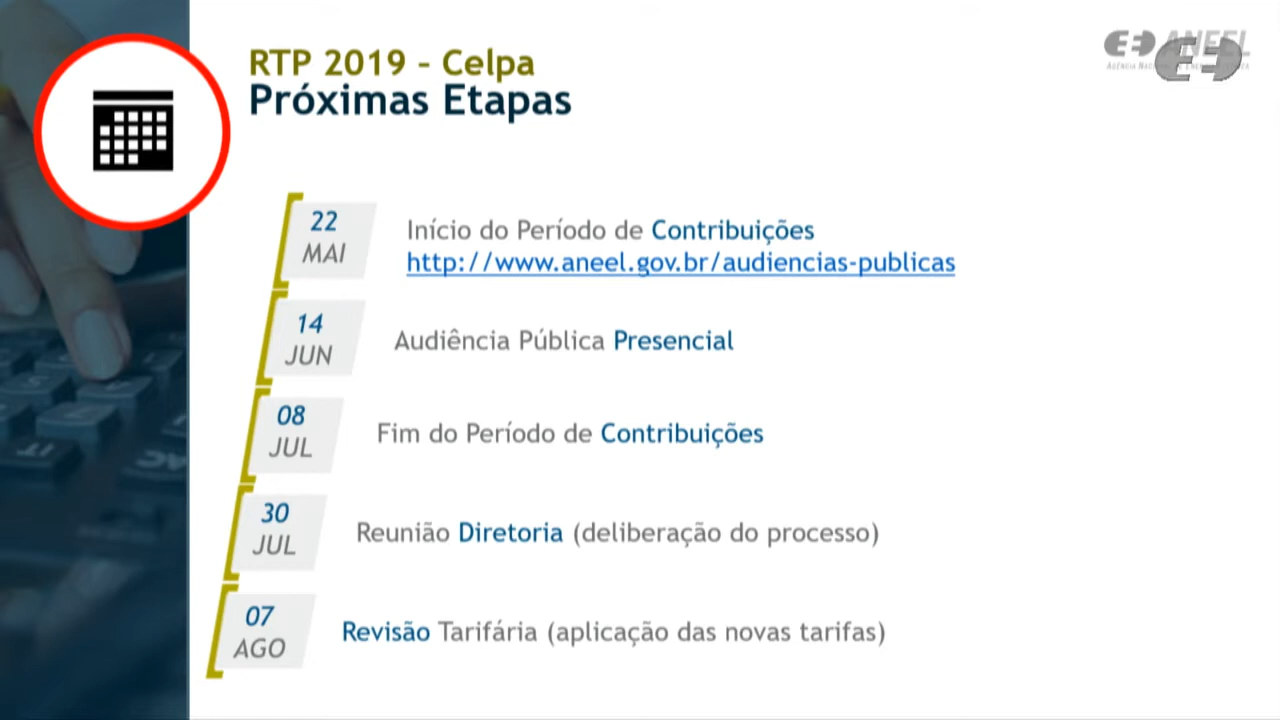 RTP 2019 - Celpa
Próximas Etapas
22
MAI
Início do Período de Contribuições
http://www.aneel.gov.br/audiencias-publicas
14
JUN
Audiência Pública Presencial
08
JUL
Fim do Período de Contribuições
30
JUL
Reunião Diretoria (deliberação do processo)
07
AGO
Revisão Tarifária (aplicação das novas tarifas)
ANEEL